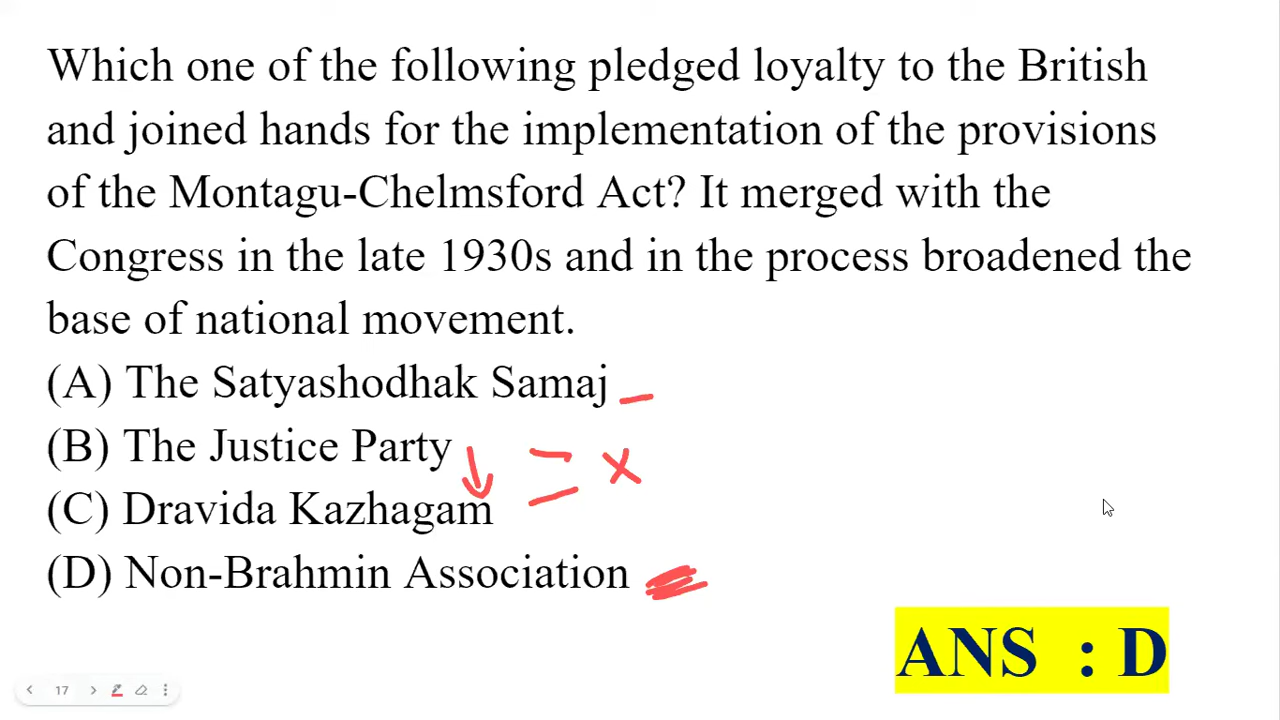 Which one of the following pledged loyalty to the British
and joined hands for the implementation of the provisions
of the Montagu-Chelmsford Act? It merged with the
Congress in the late 1930s and in the process broadened the
base of national movement.
(A) The Satyashodhak Samaj
(B) The Justice Party
(C) Dravida Kazhagam
(D) Non-Brahmin Association
ANS : D
17